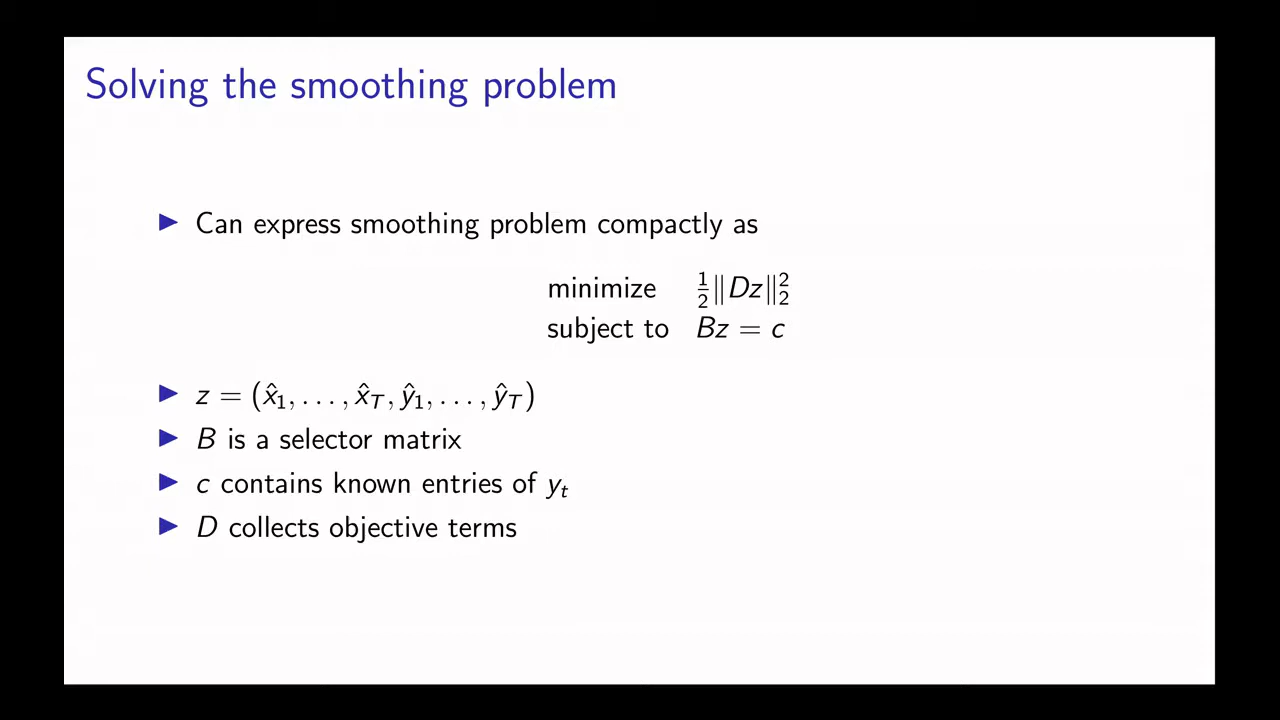 Solving the smoothing problem
▶ Can express smoothing problem compactly as
minimize ½‖Dz‖₂²
subject to Bz = c
▶ z = (x̂₁, . . . , x̂_T, ŷ₁, . . . , ŷ_T)
▶ B is a selector matrix
▶ c contains known entries of y_t
▶ D collects objective terms